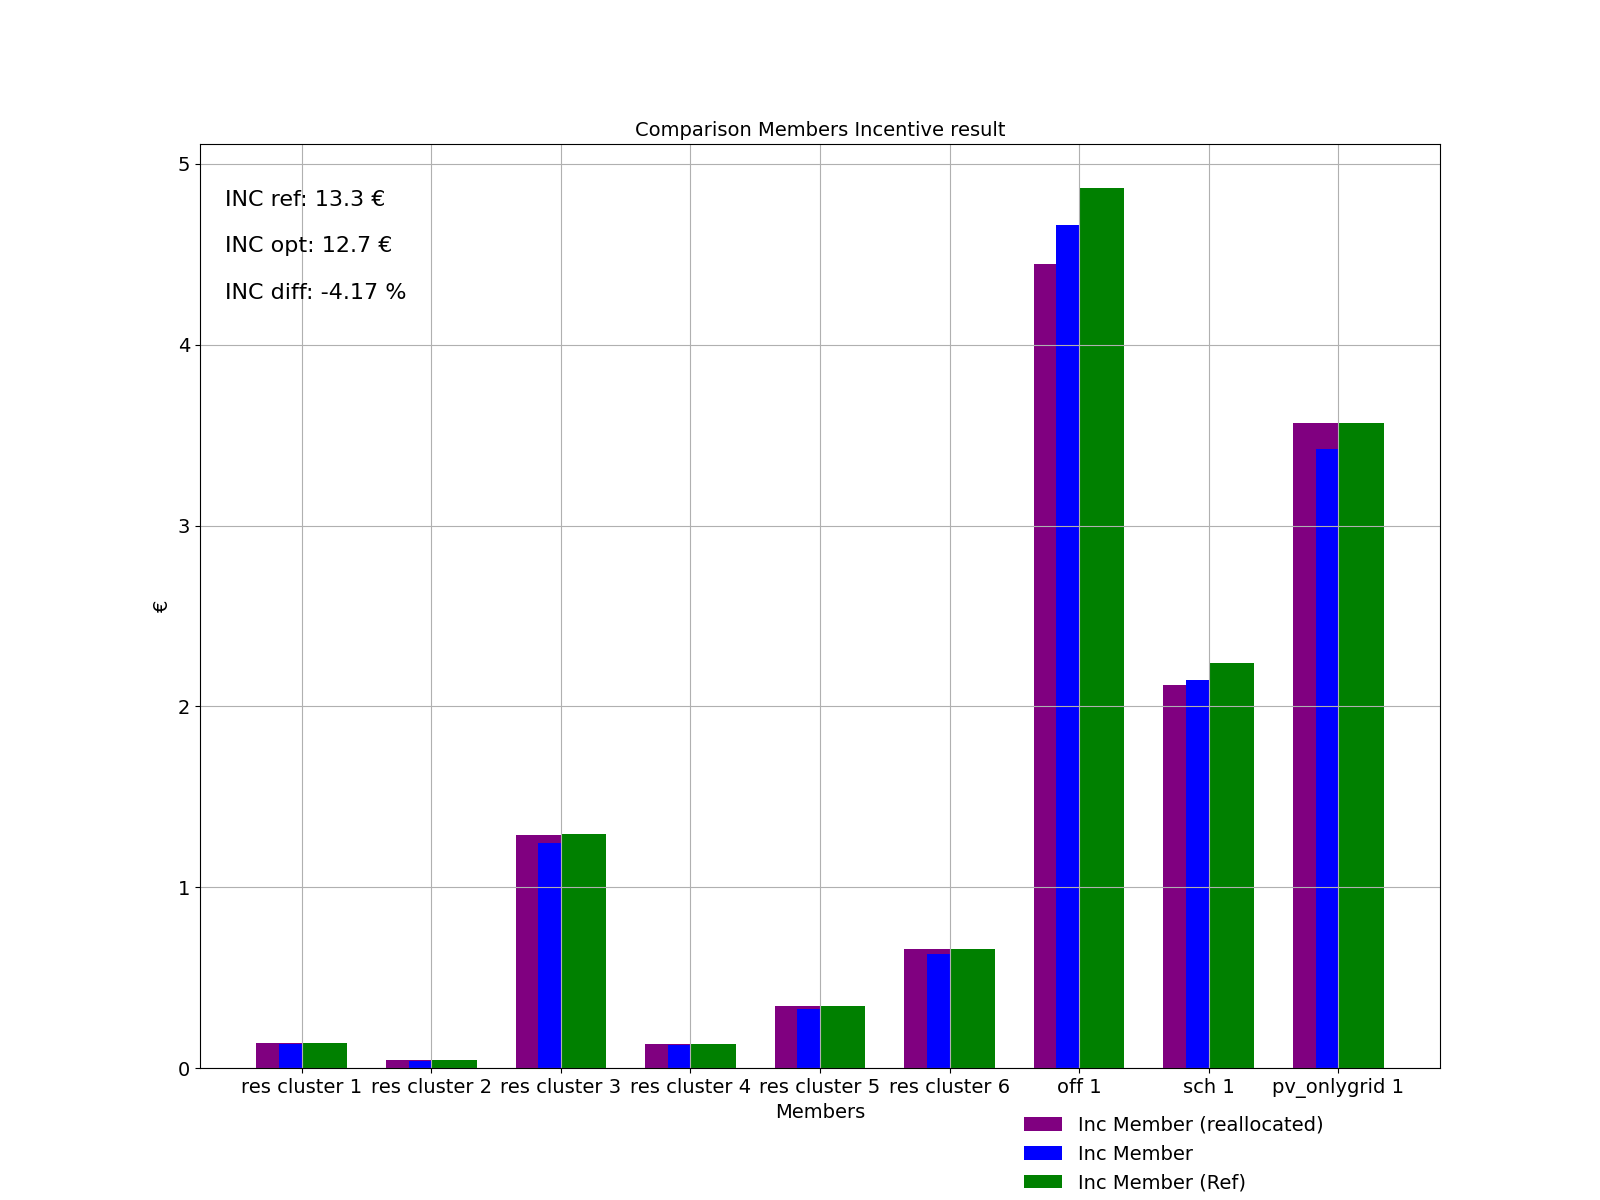 Comparison Members Incentive result
5
4
3
2
1
0
€
INC ref: 13.3 €
INC opt: 12.7 €
INC diff: -4.17 %
res cluster 1 res cluster 2 res cluster 3 res cluster 4 res cluster 5 res cluster 6 off 1 sch 1 pv_onlygrid 1
Members
Inc Member (reallocated)
Inc Member
Inc Member (Ref)